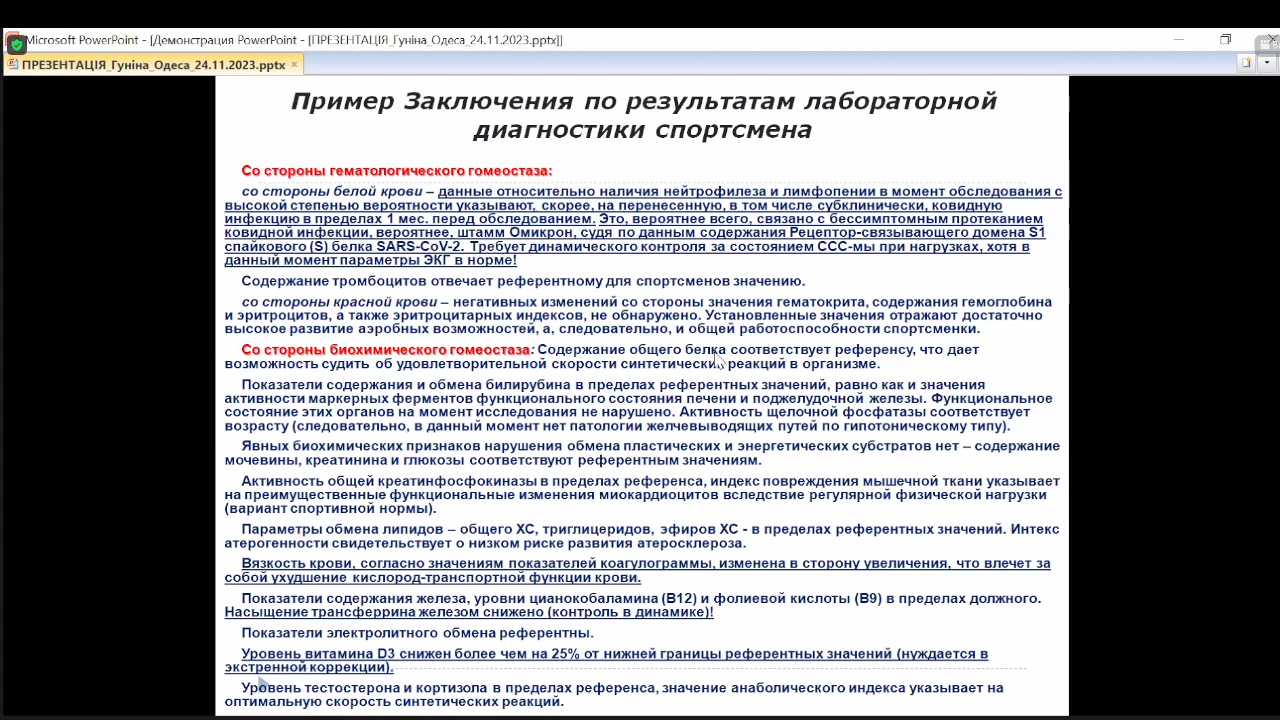 Microsoft PowerPoint - [Демонстрация PowerPoint - [ПРЕЗЕНТАЦІЯ_Гуніна_Одеса_24.11.2023.pptx]]
ПРЕЗЕНТАЦІЯ_Гуніна_Одеса_24.11.2023.pptx
Пример Заключения по результатам лабораторной
диагностики спортсмена
Со стороны гематологического гомеостаза:
со стороны белой крови – данные относительно наличия нейтрофилеза и лимфопении в момент обследования с
высокой степенью вероятности указывают, скорее, на перенесенную, в том числе субклинически, ковидную
инфекцию в пределах 1 мес. перед обследованием. Это, вероятнее всего, связано с бессимптомным протеканием
ковидной инфекции, вероятнее, штамм Омикрон, судя по данным содержания Рецептор-связывающего домена S1
спайкового (S) белка SARS-CoV-2. Требует динамического контроля за состоянием ССС-мы при нагрузках, хотя в
данный момент параметры ЭКГ в норме!
Содержание тромбоцитов отвечает референтному для спортсменов значению.
со стороны красной крови – негативных изменений со стороны значения гематокрита, содержания гемоглобина
и эритроцитов, а также эритроцитарных индексов, не обнаружено. Установленные значения отражают достаточно
высокое развитие аэробных возможностей, а, следовательно, и общей работоспособности спортсменки.
Со стороны биохимического гомеостаза: Содержание общего белка соответствует референсу, что дает
возможность судить об удовлетворительной скорости синтетических реакций в организме.
Показатели содержания и обмена билирубина в пределах референтных значений, равно как и значения
активности маркерных ферментов функционального состояния печени и поджелудочной железы. Функциональное
состояние этих органов на момент исследования не нарушено. Активность щелочной фосфатазы соответствует
возрасту (следовательно, в данный момент нет патологии желчевыводящих путей по гипотоническому типу).
Явных биохимических признаков нарушения обмена пластических и энергетических субстратов нет – содержание
мочевины, креатинина и глюкозы соответствуют референтным значениям.
Активность общей креатинфосфокиназы в пределах референса, индекс повреждения мышечной ткани указывает
на преимущественные функциональные изменения миокардиоцитов вследствие регулярной физической нагрузки
(вариант спортивной нормы).
Параметры обмена липидов – общего ХС, триглицеридов, эфиров ХС - в пределах референтных значений. Интекс
атерогенности свидетельствует о низком риске развития атеросклероза.
Вязкость крови, согласно значениям показателей коагулограммы, изменена в сторону увеличения, что влечет за
собой ухудшение кислород-транспортной функции крови.
Показатели содержания железа, уровни цианокобаламина (В12) и фолиевой кислоты (В9) в пределах должного.
Насыщение трансферрина железом снижено (контроль в динамике)!
Показатели электролитного обмена референтны.
Уровень витамина D3 снижен более чем на 25% от нижней границы референтных значений (нуждается в
экстренной коррекции).
Уровень тестостерона и кортизола в пределах референса, значение анаболического индекса указывает на
оптимальную скорость синтетических реакций.